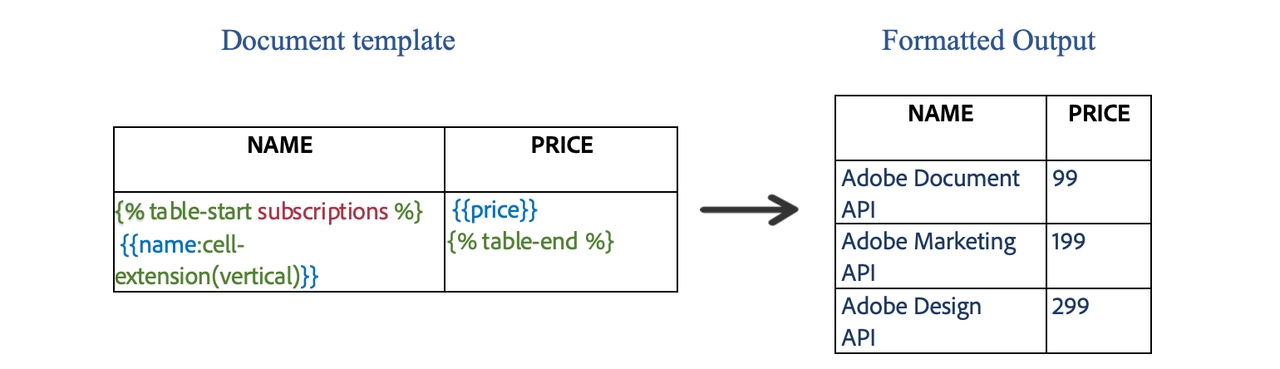 Document template
Formatted Output
NAME
PRICE
{% table-start subscriptions %}
{{name:cell-
extension(vertical)}}
{{price}}
{% table-end %}
NAME
PRICE
Adobe Document
API
99
Adobe Marketing
API
199
Adobe Design
API
299